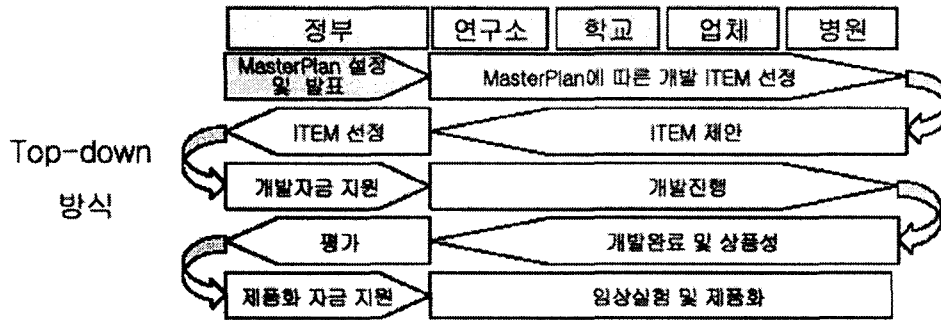 정부 연구소 학교 업체 병원
MasterPlan 설정
및 발표
MasterPlan에 따른 개발 ITEM 선정
ITEM 선정 ITEM 제안
Top-down
방식
개발자금 지원 개발진행
평가 개발완료 및 상품성
제품화 자금 지원 임상실험 및 제품화